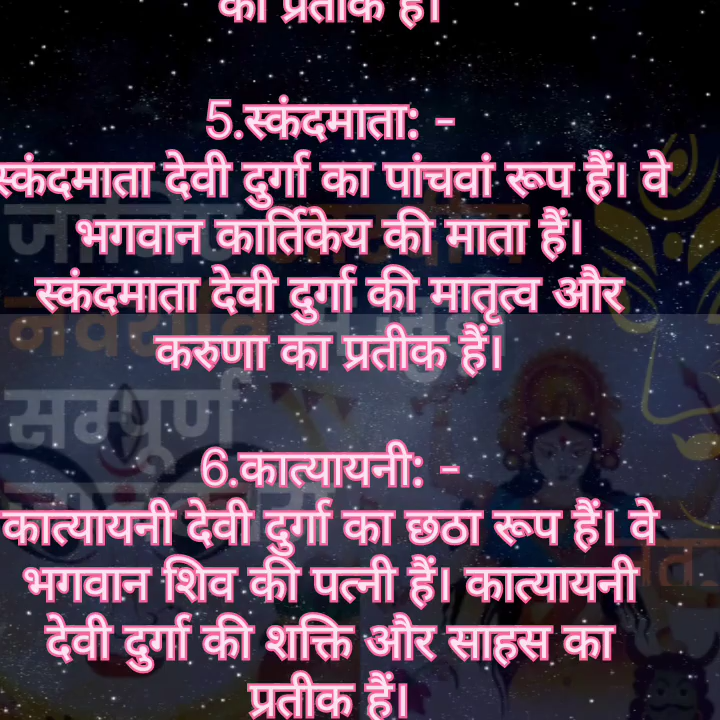 का प्रतीक हैं।
5.स्कंदमाता: -
स्कंदमाता देवी दुर्गा का पांचवां रूप हैं। वे
भगवान कार्तिकेय की माता हैं।
स्कंदमाता देवी दुर्गा की मातृत्व और
करुणा का प्रतीक हैं।
सम्पूर्ण
6.कात्यायनी: -
कात्यायनी देवी दुर्गा का छठा रूप हैं। वे
भगवान शिव की पत्नी हैं। कात्यायनी
देवी दुर्गा की शक्ति और साहस का
प्रतीक हैं।